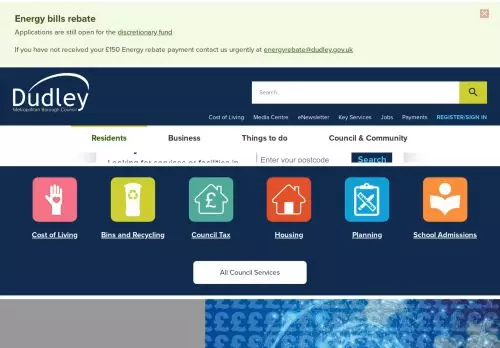 Energy bills rebate
Applications are still open for the discretionary fund
If you have not received your £150 Energy rebate payment contact us urgently at energyrebate@dudley.gov.uk
Dudley
Metropolitan Borough Council
Search...
Cost of Living Media Centre eNewsletter Key Services Jobs Payments REGISTER/SIGN IN
Residents Business Things to do Council & Community
Looking for services or facilities in
Enter your postcode
Search
Cost of Living Bins and Recycling Council Tax Housing Planning School Admissions
All Council Services